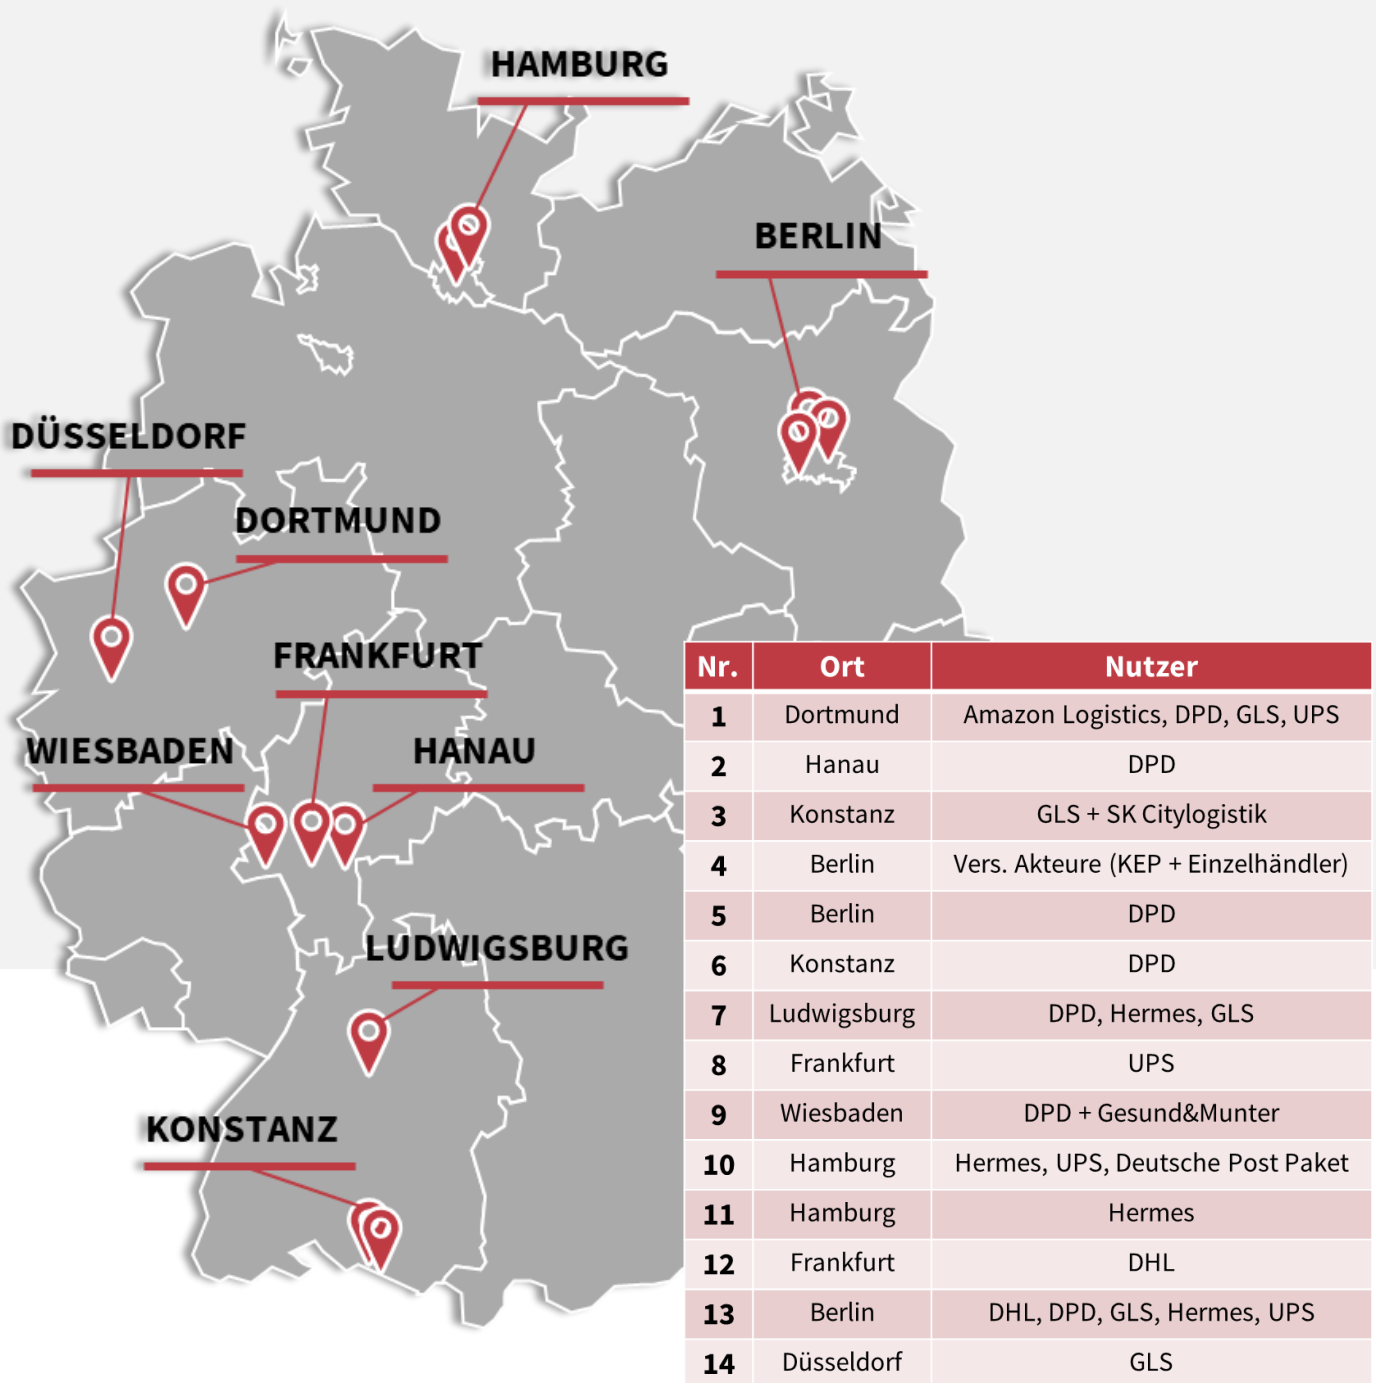 HAMBURG
BERLIN
DÜSSELDORF
DORTMUND
FRANKFURT
WIESBADEN
HANAU
LUDWIGSBURG
KONSTANZ
Nr. Ort Nutzer
1 Dortmund Amazon Logistics, DPD, GLS, UPS
2 Hanau DPD
3 Konstanz GLS + SK Citylogistik
4 Berlin Vers. Akteure (KEP + Einzelhändler)
5 Berlin DPD
6 Konstanz DPD
7 Ludwigsburg DPD, Hermes, GLS
8 Frankfurt UPS
9 Wiesbaden DPD + Gesund&Munter
10 Hamburg Hermes, UPS, Deutsche Post Paket
11 Hamburg Hermes
12 Frankfurt DHL
13 Berlin DHL, DPD, GLS, Hermes, UPS
14 Düsseldorf GLS